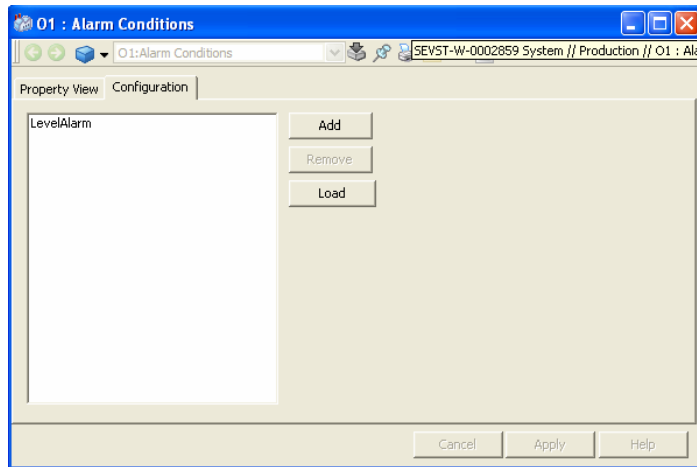 O1 : Alarm Conditions
O1:Alarm Conditions
SEVST-W-0002859 System // Production // O1 : Ala
Property View
Configuration
LevelAlarm
Add
Remove
Load
Cancel
Apply
Help